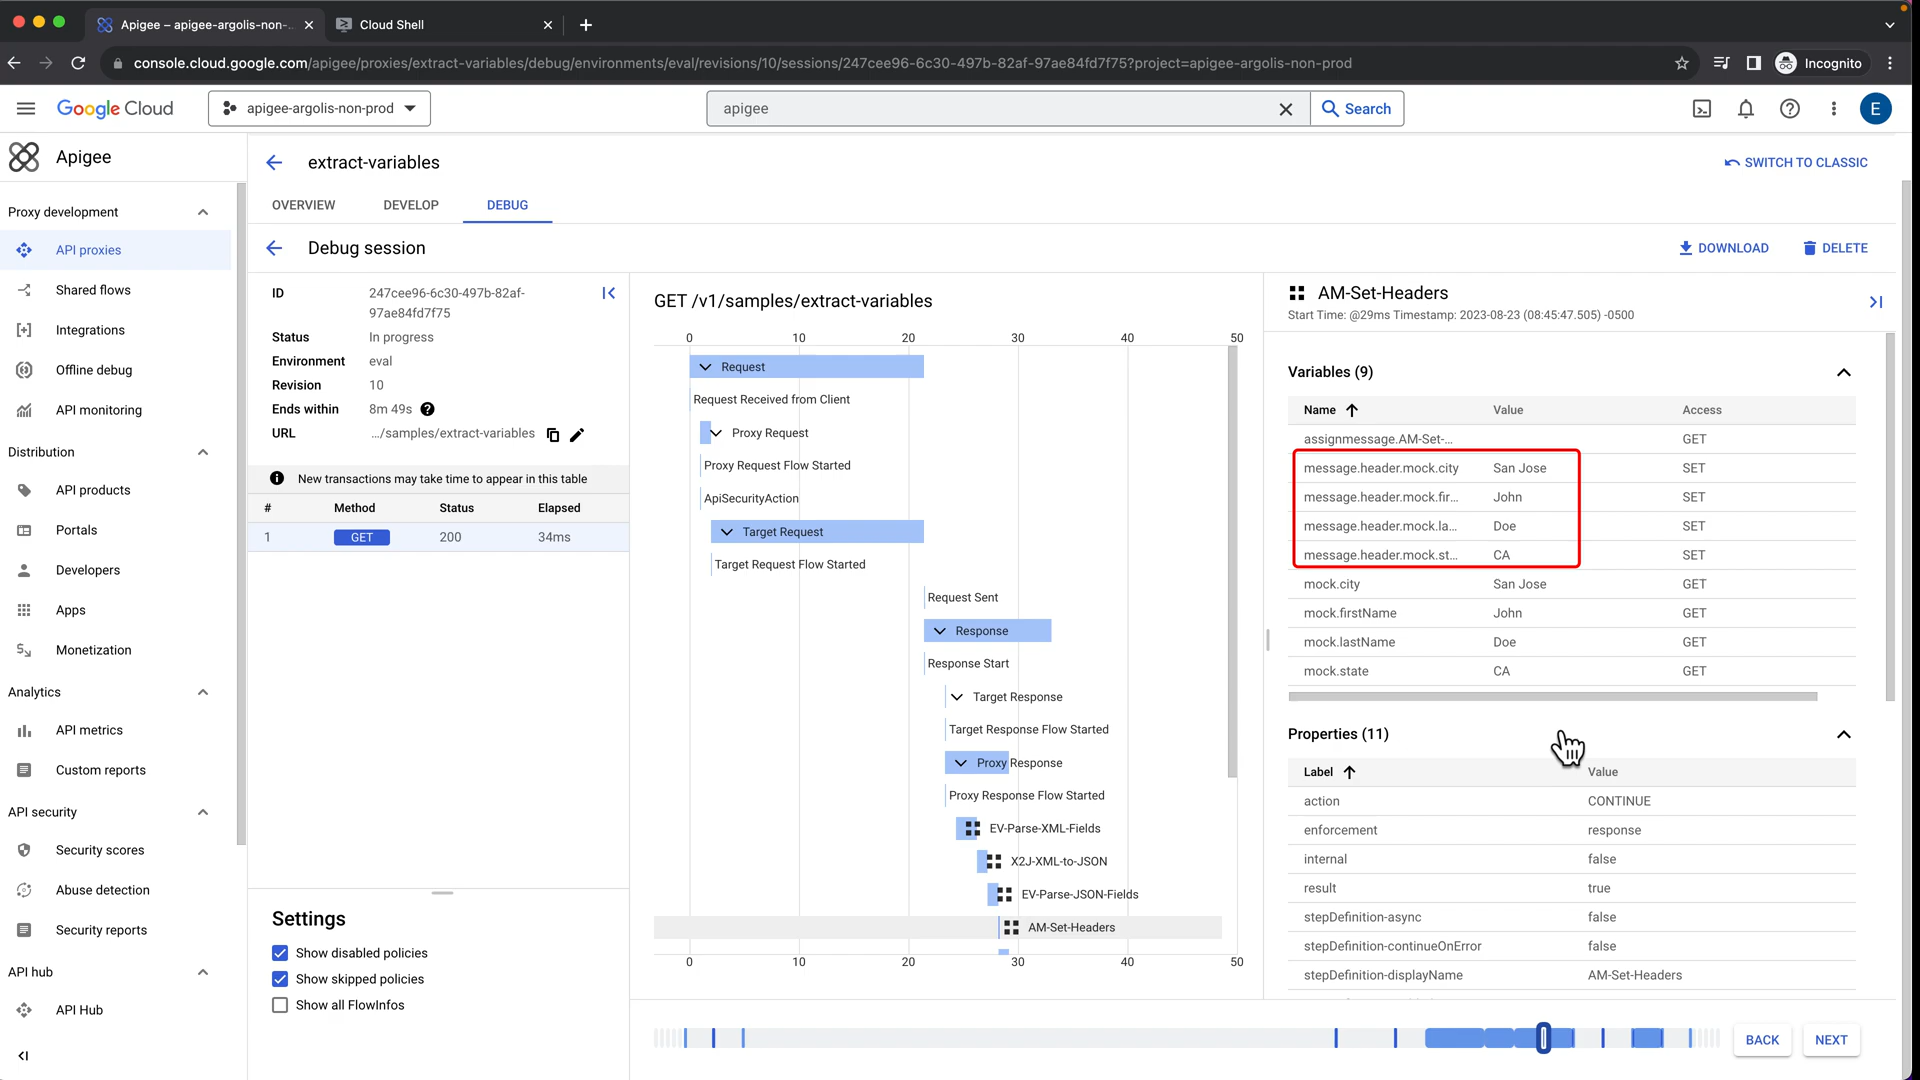 Apigee – apigee-argolis-non-
Cloud Shell
console.cloud.google.com/apigee/proxies/extract-variables/debug/environments/eval/revisions/10/sessions/247cee96-6c30-497b-82af-97ae84fd7f75?project=apigee-argolis-non-prod
Incognito
Google Cloud
apigee-argolis-non-prod
apigee
Search
E
Apigee
Proxy development
API proxies
Shared flows
Integrations
Offline debug
API monitoring
Distribution
API products
Portals
Developers
Apps
Monetization
Analytics
API metrics
Custom reports
API security
Security scores
Abuse detection
Security reports
API hub
API Hub
extract-variables
SWITCH TO CLASSIC
OVERVIEW DEVELOP DEBUG
Debug session
DOWNLOAD DELETE
ID 247cee96-6c30-497b-82af-
97ae84fd7f75
Status In progress
Environment eval
Revision 10
Ends within 8m 49s
URL .../samples/extract-variables
New transactions may take time to appear in this table
# Method Status Elapsed
1 GET 200 34ms
Settings
Show disabled policies
Show skipped policies
Show all FlowInfos
GET /v1/samples/extract-variables
0 10 20 30 40 50
Request
Request Received from Client
Proxy Request
Proxy Request Flow Started
ApiSecurityAction
Target Request
Target Request Flow Started
Request Sent
Response
Response Start
Target Response
Target Response Flow Started
Proxy Response
Proxy Response Flow Started
EV-Parse-XML-Fields
X2J-XML-to-JSON
EV-Parse-JSON-Fields
AM-Set-Headers
0 10 20 30 40 50
AM-Set-Headers
Start Time: @29ms Timestamp: 2023-08-23 (08:45:47.505) -0500
Variables (9)
Name Value Access
assignmessage.AM-Set-... GET
message.header.mock.city San Jose SET
message.header.mock.fir... John SET
message.header.mock.la... Doe SET
message.header.mock.st... CA SET
mock.city San Jose GET
mock.firstName John GET
mock.lastName Doe GET
mock.state CA GET
Properties (11)
Label Value
action CONTINUE
enforcement response
internal false
result true
stepDefinition-async false
stepDefinition-continueOnError false
stepDefinition-displayName AM-Set-Headers
BACK NEXT